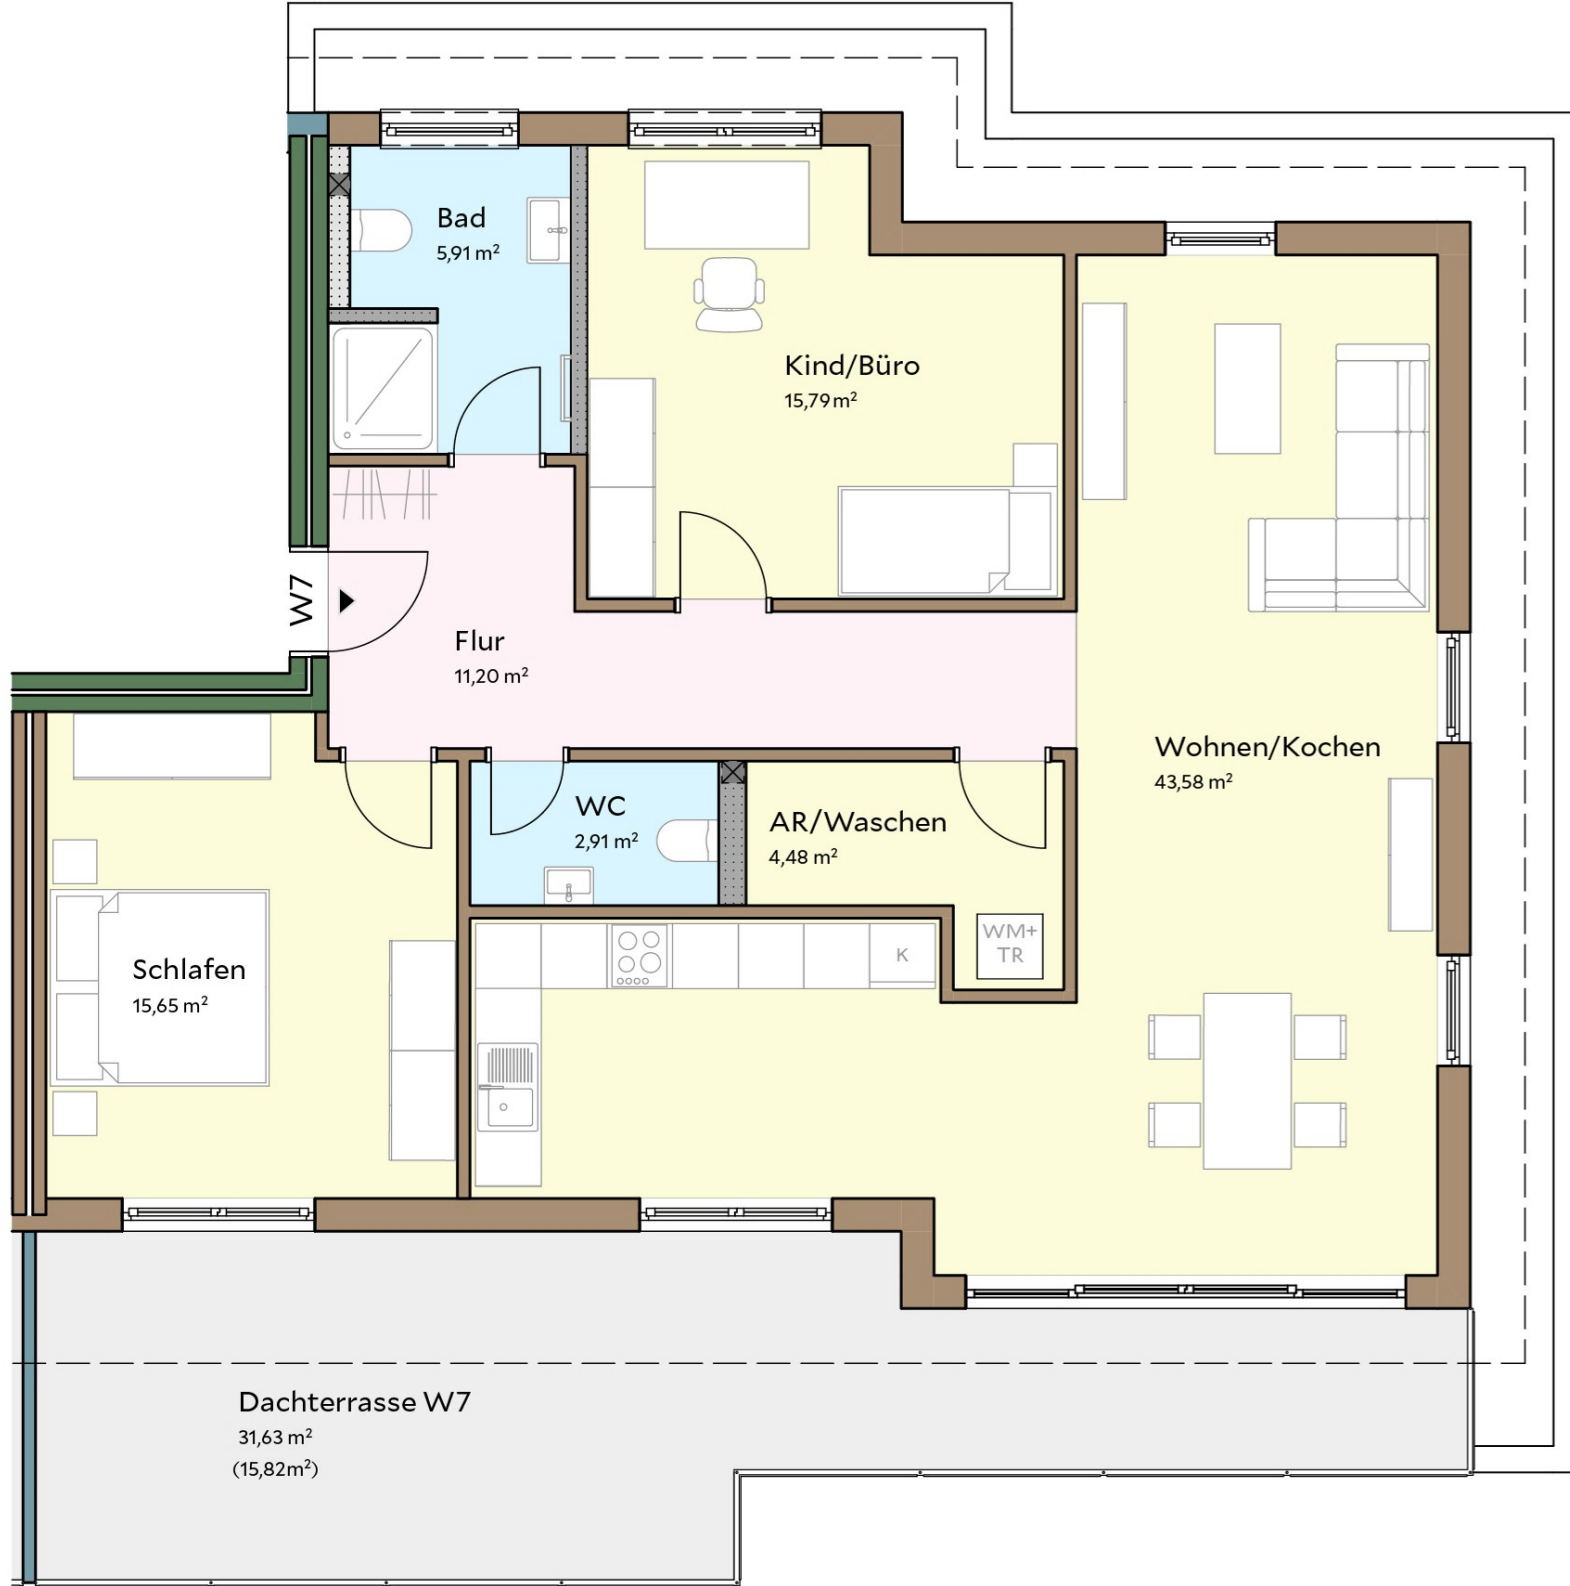 Bad
5,91 m²
Kind/Büro
15,79 m²
W7
Flur
11,20 m²
Wohnen/Kochen
43,58 m²
WC
2,91 m²
AR/Waschen
4,48 m²
WM+
TR
K
Schlafen
15,65 m²
Dachterrasse W7
31,63 m²
(15,82m²)